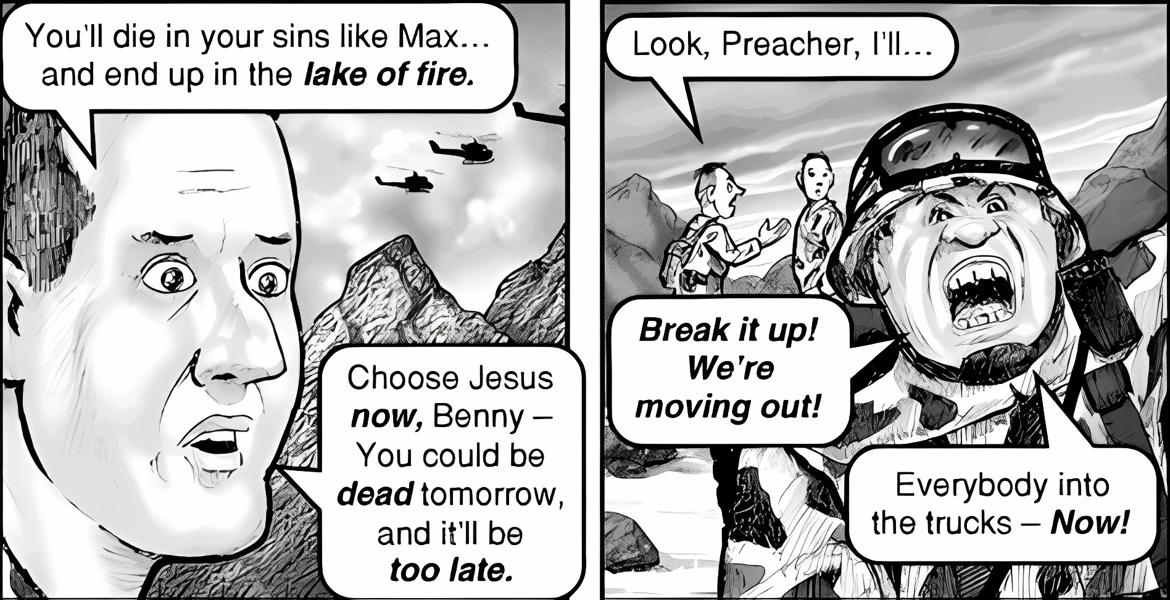 You'll die in your sins like Max...
and end up in the lake of fire.
Choose Jesus
now, Benny –
You could be
dead tomorrow,
and it'll be
too late.
Look, Preacher, I'll...
Break it up!
We're
moving out!
Everybody into
the trucks – Now!